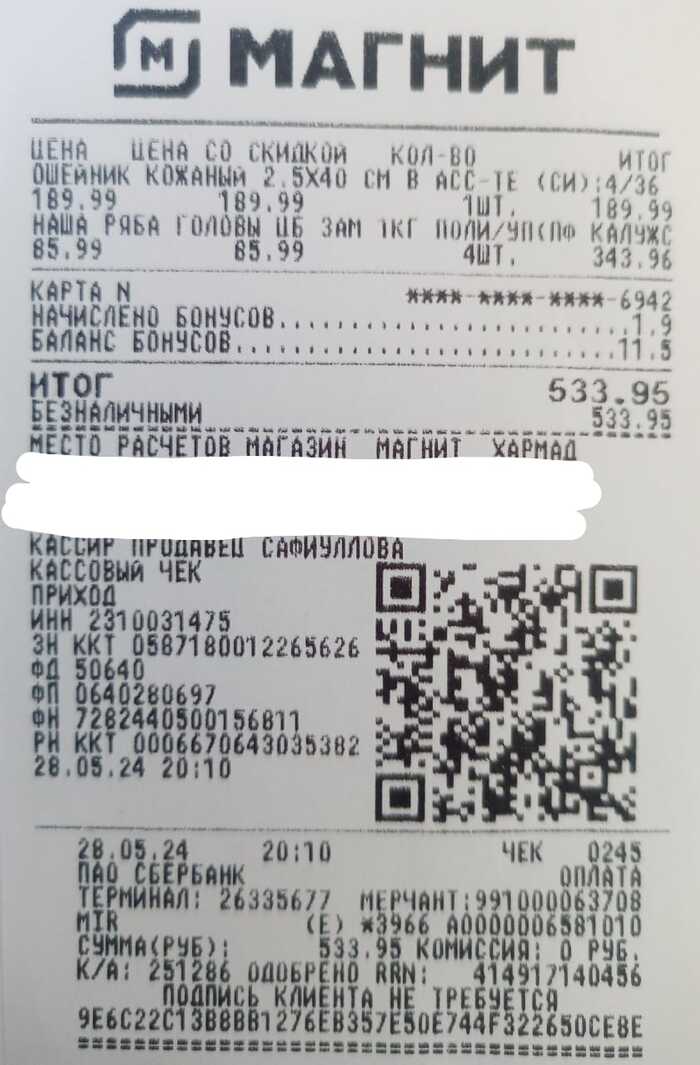 МАГНИТ
ЦЕНА ЦЕНА СО СКИДКОЙ КОЛ-ВО ИТОГ
ОШЕЙНИК КОЖАНЫЙ 2.5X40 СМ В АСС-ТЕ (СИ):4/36
189.99 189.99 1ШТ. 189.99
НАША РЯБА ГОЛОВЫ ЦБ ЗАМ 1КГ ПОЛИ/УП(ПФ КАЛУЖС
85.99 85.99 4ШТ. 343.96
КАРТА N ****-****-****-6942
НАЧИСЛЕНО БОНУСОВ..............................1.9
БАЛАНС БОНУСОВ................................11.5
ИТОГ 533.95
БЕЗНАЛИЧНЫМИ 533.95
МЕСТО РАСЧЕТОВ МАГАЗИН МАГНИТ ХАРМАД
КАССИР ПРОДАВЕЦ САФИУЛЛОВА
КАССОВЫЙ ЧЕК
ПРИХОД
ИНН 2310031475
ЗН ККТ 0587180012265626
ФД 50640
ФП 0640280697
ФН 7282440500156811
РН ККТ 0006670643035382
28.05.24 20:10
28.05.24 20:10 ЧЕК 0245
ПАО СБЕРБАНК ОПЛАТА
ТЕРМИНАЛ: 26335677 МЕРЧАНТ:991000063708
MIR (E) *3966 A0000006581010
СУММА(РУБ): 533.95 КОМИССИЯ: 0 РУБ.
К/А: 251286 ОДОБРЕНО RRN: 414917140456
ПОДПИСЬ КЛИЕНТА НЕ ТРЕБУЕТСЯ
9E6C22C13B8BB1276EB357E50E744F322650CE8E